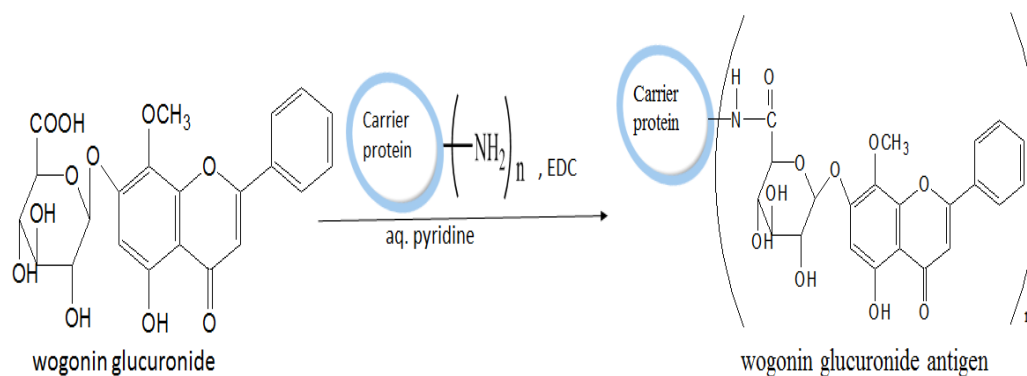 COOH
OCH3
O
O
O
OH
OH
OH
OH
O
wogonin glucuronide
Carrier
protein
(NH2)n , EDC
aq. pyridine
Carrier
protein
H
N
O
C
OCH3
O
O
O
OH
OH
OH
OH
O
wogonin glucuronide antigen